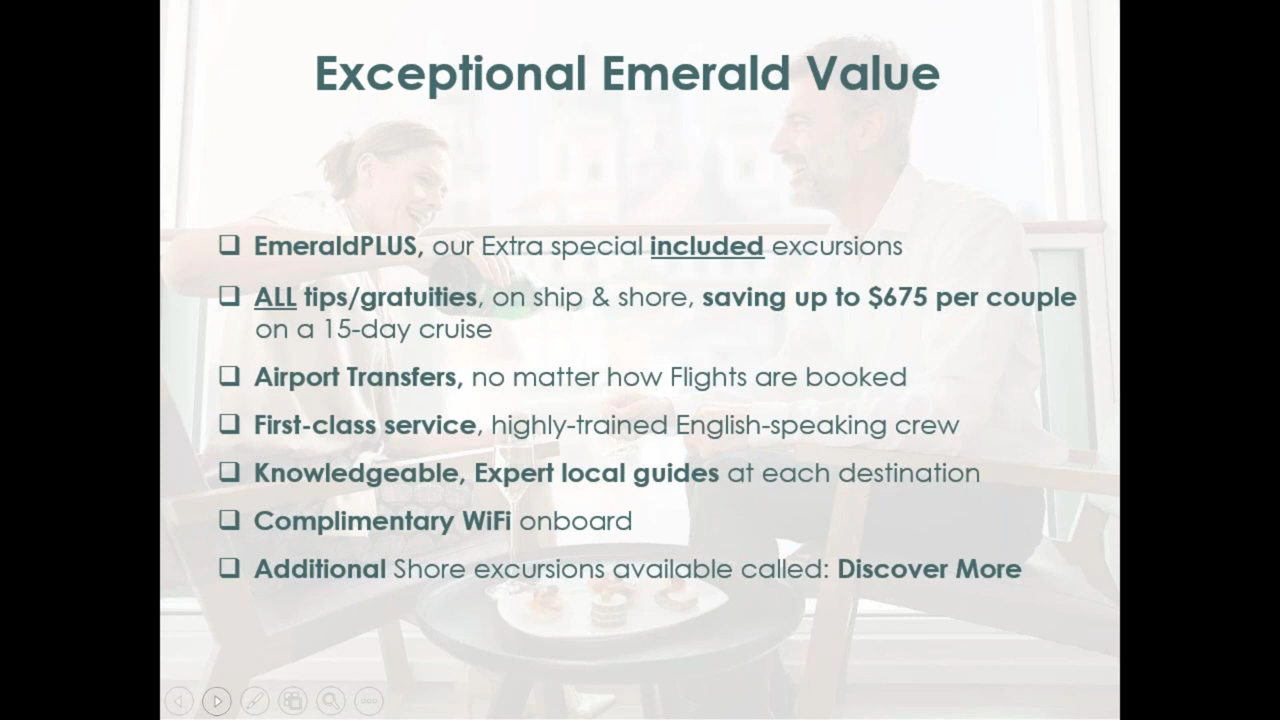 Exceptional Emerald Value
❑ EmeraldPLUS, our Extra special included excursions
❑ ALL tips/gratuities, on ship & shore, saving up to $675 per couple
on a 15-day cruise
❑ Airport Transfers, no matter how Flights are booked
❑ First-class service, highly-trained English-speaking crew
❑ Knowledgeable, Expert local guides at each destination
❑ Complimentary WiFi onboard
❑ Additional Shore excursions available called: Discover More